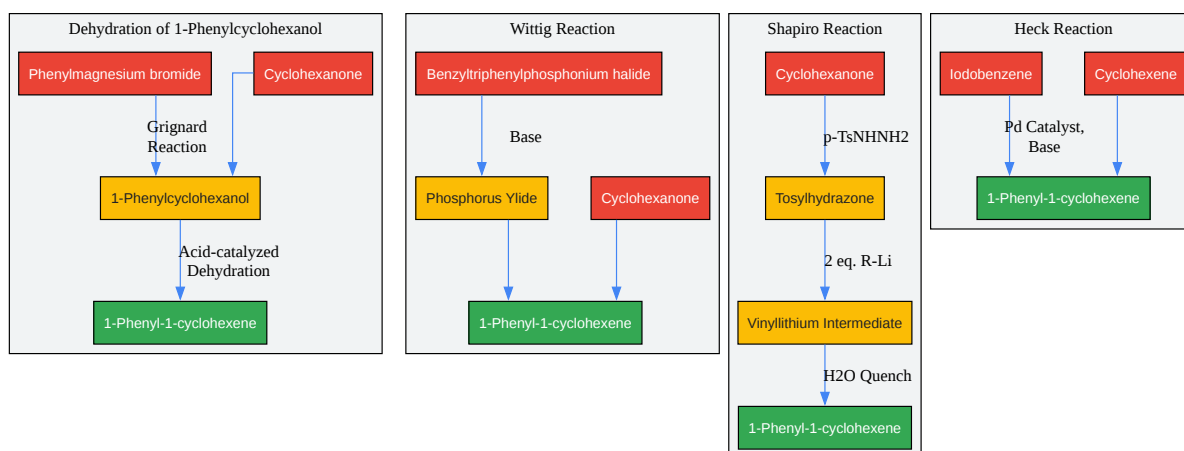 Dehydration of 1-Phenylcyclohexanol
Phenylmagnesium bromide
Cyclohexanone
Grignard
Reaction
1-Phenylcyclohexanol
Acid-catalyzed
Dehydration
1-Phenyl-1-cyclohexene
Wittig Reaction
Benzyltriphenylphosphonium halide
Base
Phosphorus Ylide
Cyclohexanone
1-Phenyl-1-cyclohexene
Shapiro Reaction
Cyclohexanone
p-TsNHNH2
Tosylhydrazone
2 eq. R-Li
Vinyllithium Intermediate
H2O Quench
1-Phenyl-1-cyclohexene
Heck Reaction
Iodobenzene
Cyclohexene
Pd Catalyst,
Base
1-Phenyl-1-cyclohexene